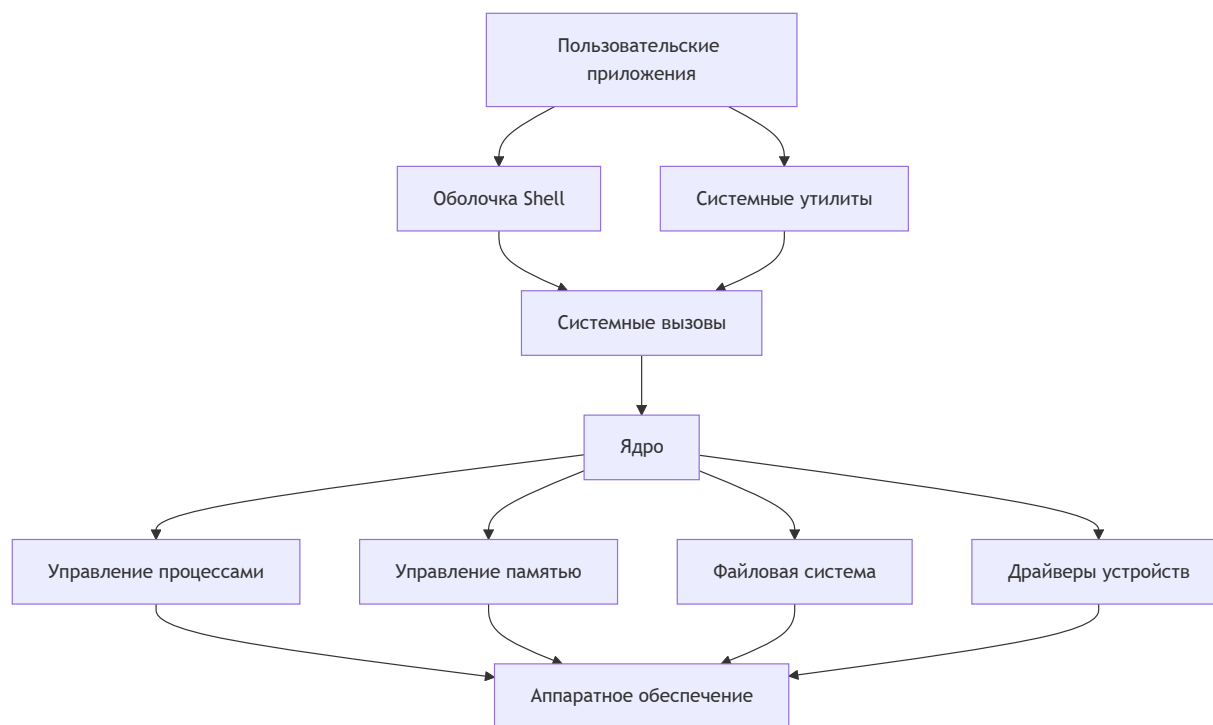 Пользовательские
приложения
Оболочка Shell
Системные утилиты
Системные вызовы
Ядро
Управление процессами
Управление памятью
Файловая система
Драйверы устройств
Аппаратное обеспечение